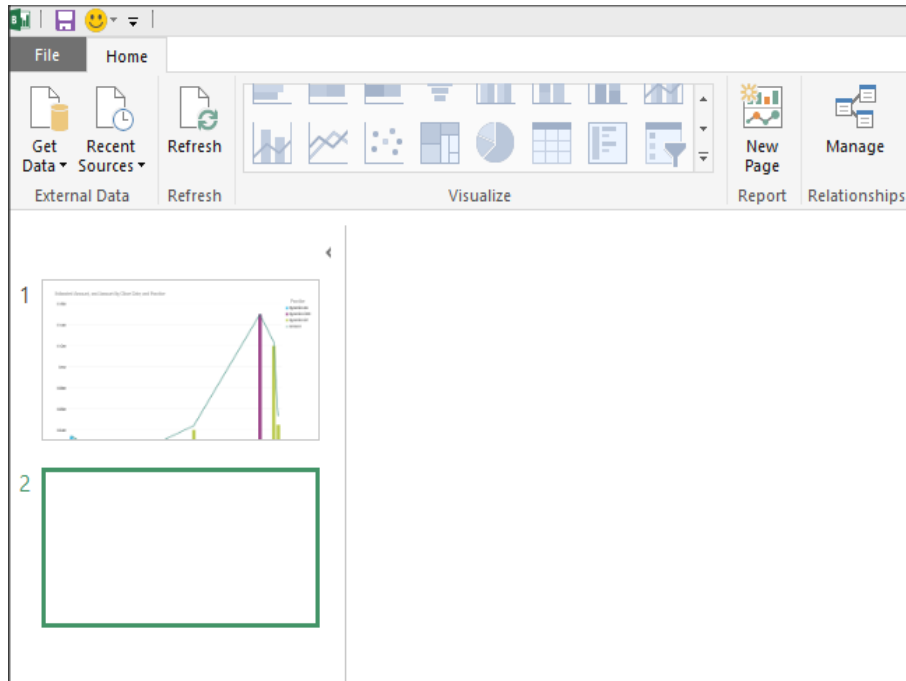 File Home
Get Data
Recent Sources
Refresh
New Page
Manage
External Data
Refresh
Visualize
Report
Relationships
1
2